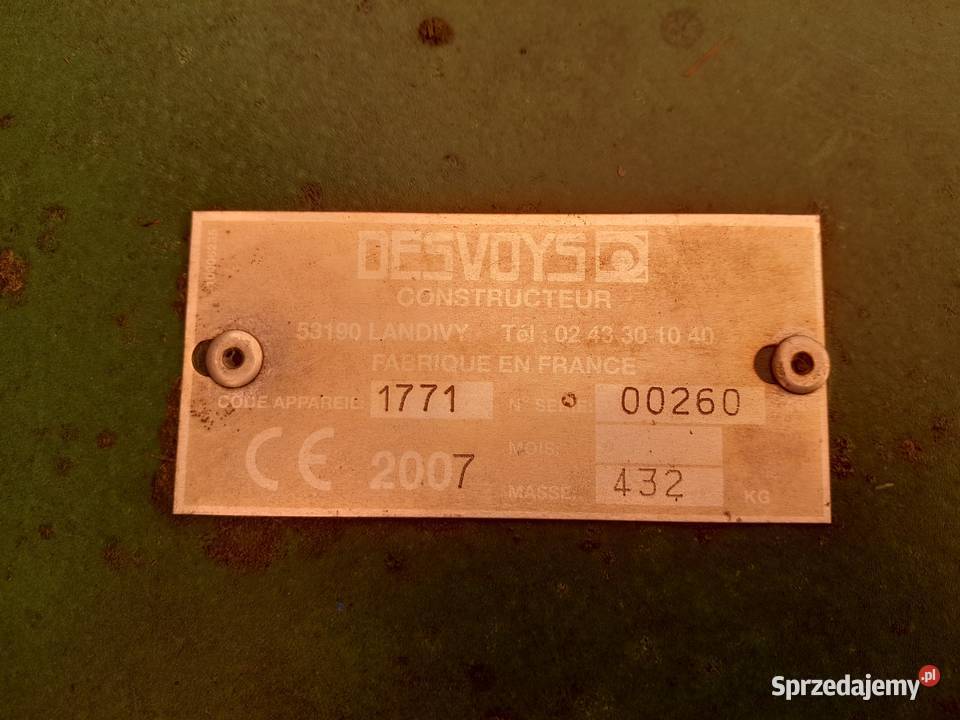 DESVOYS
CONSTRUCTEUR
53190 LANDIVY Tél : 02 43 30 10 40
FABRIQUE EN FRANCE
CODE APPAREIL: 1771 N° SERIE: 00260
CE 2007 MOIS:
MASSE: 432 KG
Sprzedajemy.pl